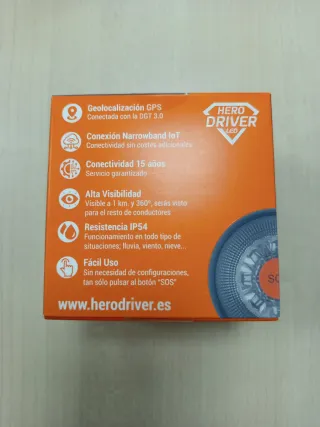 Geolocalización GPS
Conectada con la DGT 3.0
HERO
DRIVER
LED
Conexión Narrowband IoT
Conectividad sin costes adicionales
Conectividad 15 años
Servicio garantizado
Alta Visibilidad
Visible a 1 km. y 360º, serás visto
para el resto de conductores
Resistencia IP54
Funcionamiento en todo tipo de
situaciones; lluvia, viento, nieve...
Fácil Uso
Sin necesidad de configuraciones,
tan sólo pulsar al botón "SOS"
www.herodriver.es